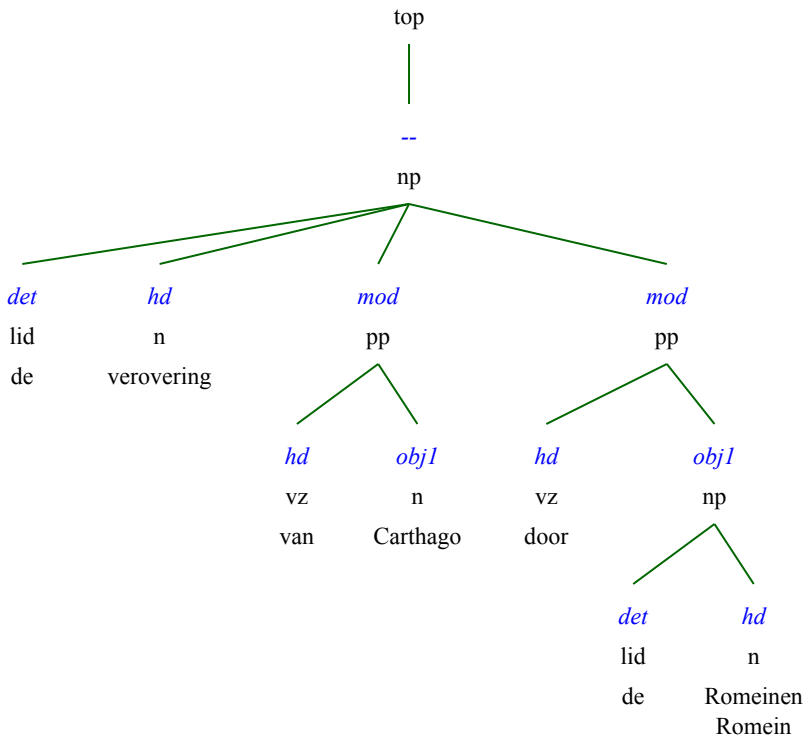 top
--
np
det hd mod mod
lid n pp pp
de verovering
hd obj1 hd obj1
vz n vz np
van Carthago door
det hd
lid n
de Romeinen
Romein